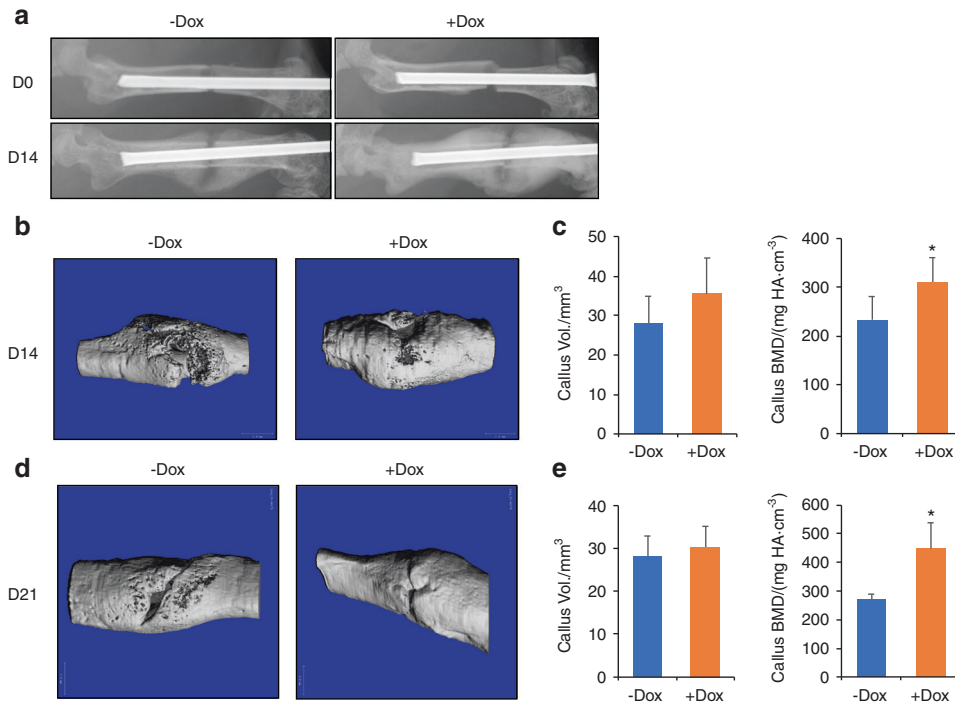 a
-Dox
+Dox
D0
D14
b
-Dox
+Dox
D14
c
50
40
30
20
10
0
Callus Vol./mm³
-Dox
+Dox
400
300
200
100
0
Callus BMD/(mg HA·cm⁻³)
*
-Dox
+Dox
d
-Dox
+Dox
D21
e
40
30
20
10
0
Callus Vol./mm³
-Dox
+Dox
600
500
400
300
200
100
0
Callus BMD/(mg HA·cm⁻³)
*
-Dox
+Dox